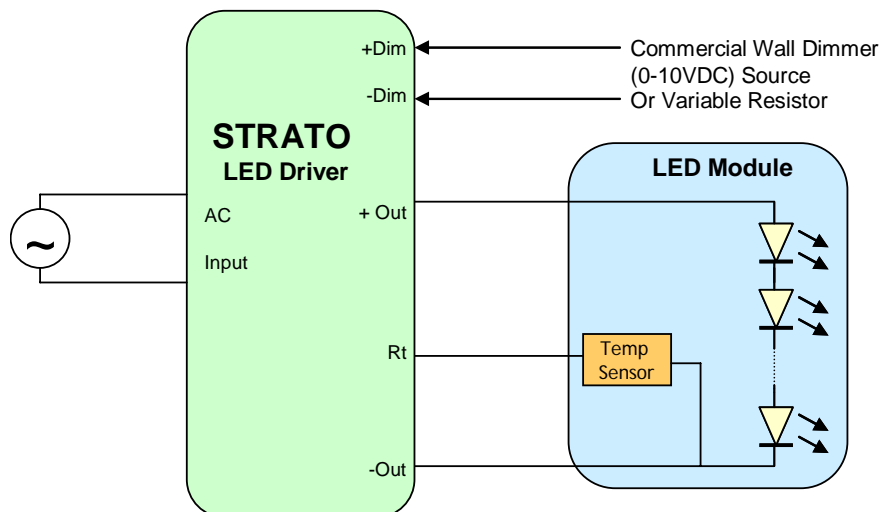 +Dim
-Dim
Commercial Wall Dimmer
(0-10VDC) Source
Or Variable Resistor
STRATO
LED Driver
LED Module
AC
Input
+ Out
~
Rt
Temp
Sensor
-Out